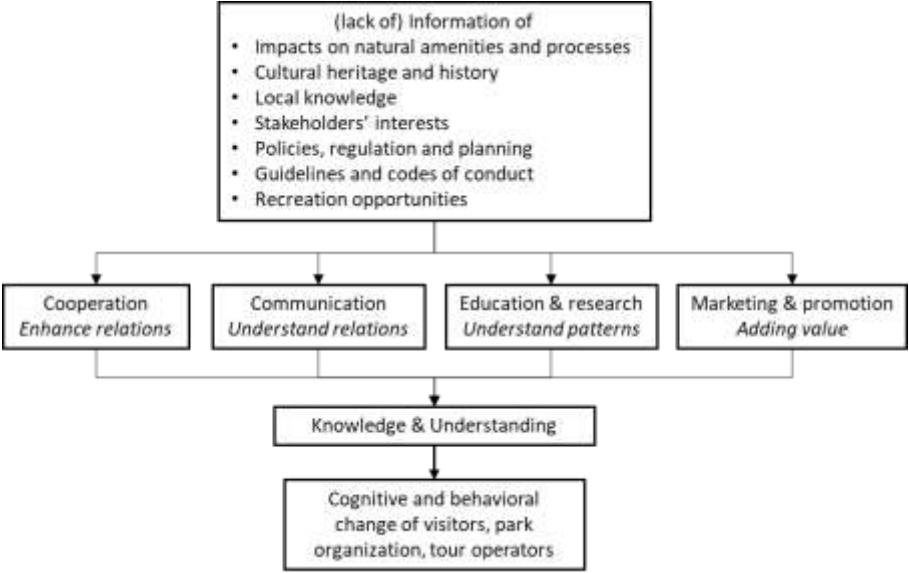 (lack of) Information of
• Impacts on natural amenities and processes
• Cultural heritage and history
• Local knowledge
• Stakeholders' interests
• Policies, regulation and planning
• Guidelines and codes of conduct
• Recreation opportunities
Cooperation
Enhance relations
Communication
Understand relations
Education & research
Understand patterns
Marketing & promotion
Adding value
Knowledge & Understanding
Cognitive and behavioral
change of visitors, park
organization, tour operators